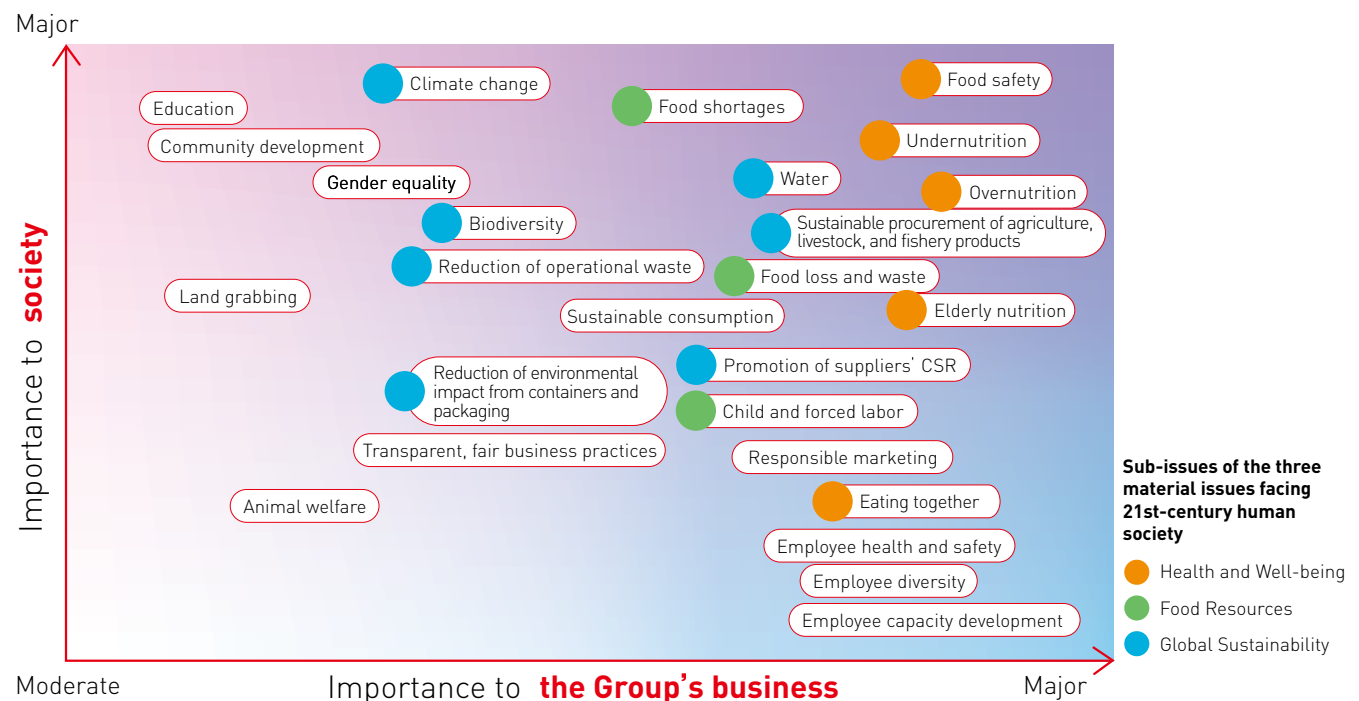 Major
Climate change
Food safety
Education
Food shortages
Community development
Undernutrition
Gender equality
Water
Overnutrition
Biodiversity
Sustainable procurement of agriculture,
livestock, and fishery products
Reduction of operational waste
Food loss and waste
Land grabbing
Sustainable consumption
Elderly nutrition
Promotion of suppliers' CSR
Reduction of environmental
impact from containers and
packaging
Child and forced labor
Transparent, fair business practices
Responsible marketing
Animal welfare
Eating together
Employee health and safety
Employee diversity
Employee capacity development
Importance to society
Moderate
Importance to the Group's business
Major
Sub-issues of the three
material issues facing
21st-century human
society
Health and Well-being
Food Resources
Global Sustainability